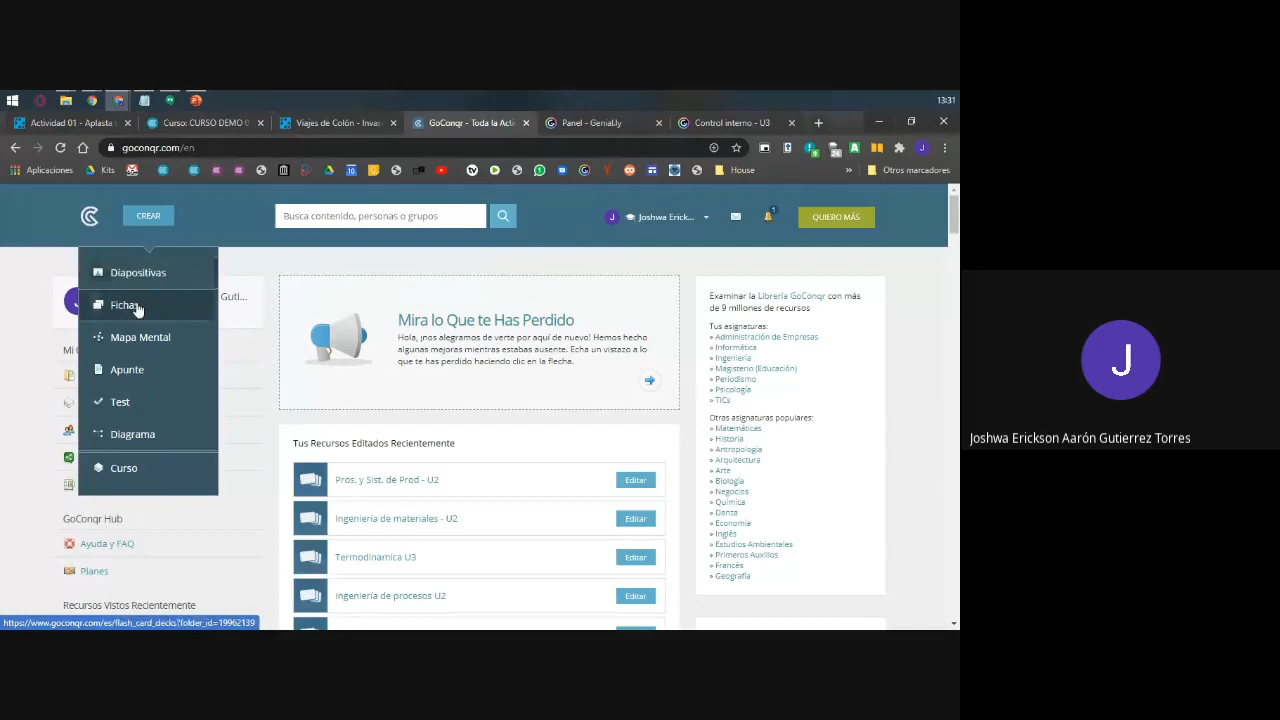 13:31
Actividad 01 - Aplasta
Curso: CURSO DEMO 0
Viajes de Colón - Inva
GoConqr - Toda la Acti
Panel - Genial.ly
Control interno - U3
goconqr.com/en
Aplicaciones
Kits
House
»
Otros marcadores
CREAR
Busca contenido, personas o grupos
J
Joshwa Erick...
1
QUIERO MÁS
Diapositivas
Fichas
Mapa Mental
Apunte
Test
Diagrama
Curso
Guti...
Mi
GoConqr Hub
Ayuda y FAQ
Planes
Recursos Vistos Recientemente
https://www.goconqr.com/es/flash_card_decks?folder_id=19962139
Mira lo Que te Has Perdido
Hola, ¡nos alegramos de verte por aquí de nuevo! Hemos hecho
algunas mejoras mientras estabas ausente. Echa un vistazo a lo
que te has perdido haciendo clic en la flecha.
Tus Recursos Editados Recientemente
Pros. y Sist. de Prod - U2
Editar
Ingeniería de materiales - U2
Editar
Termodinamica U3
Editar
Ingeniería de procesos U2
Editar
Examinar la Librería GoConqr con más
de 9 millones de recursos
Tus asignaturas:
» Administración de Empresas
» Informática
» Ingeniería
» Magisterio (Educación)
» Periodismo
» Psicología
» TICs
Otras asignaturas populares:
» Matemáticas
» Historia
» Antropología
» Arquitectura
» Arte
» Biología
» Negocios
» Química
» Danza
» Economía
» Inglés
» Estudios Ambientales
» Primeros Auxilios
» Francés
» Geografía
J
Joshwa Erickson Aarón Gutierrez Torres